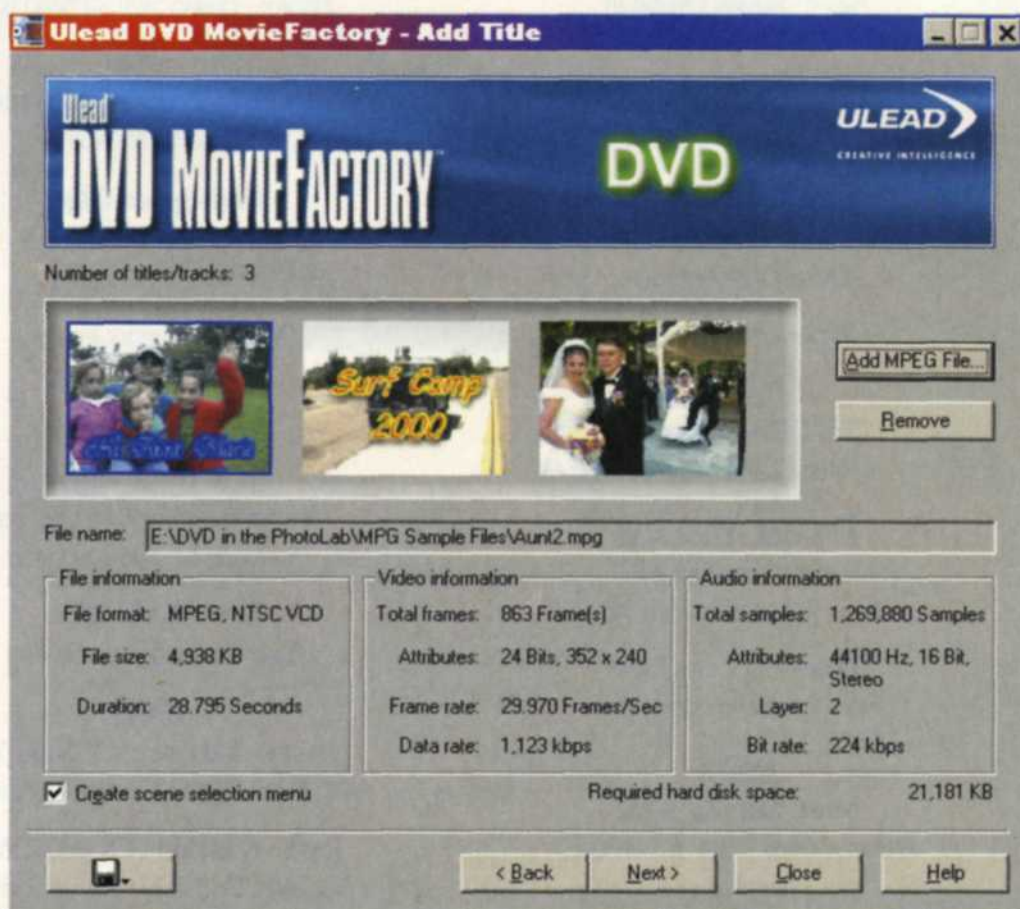 Ulead DVD MovieFactory - Add Title
Ulead
DVD MOVIEFACTORY
DVD
ULEAD
CREATIVE INTELLIGENCE
Number of titles/tracks: 3
Surf Camp
2000
Add MPEG File...
Remove
File name: E:\DVD in the PhotoLab\MPG Sample Files\Aunt2.mpg
File information
File format: MPEG, NTSC VCD
File size: 4,938 KB
Duration: 28.795 Seconds
Video information
Total frames: 863 Frame(s)
Attributes: 24 Bits, 352 x 240
Frame rate: 29.970 Frames/Sec
Data rate: 1,123 kbps
Audio information
Total samples: 1,269,880 Samples
Attributes: 44100 Hz, 16 Bit,
Stereo
Layer: 2
Bit rate: 224 kbps
Create scene selection menu
Required hard disk space: 21,181 KB
< Back
Next >
Close
Help